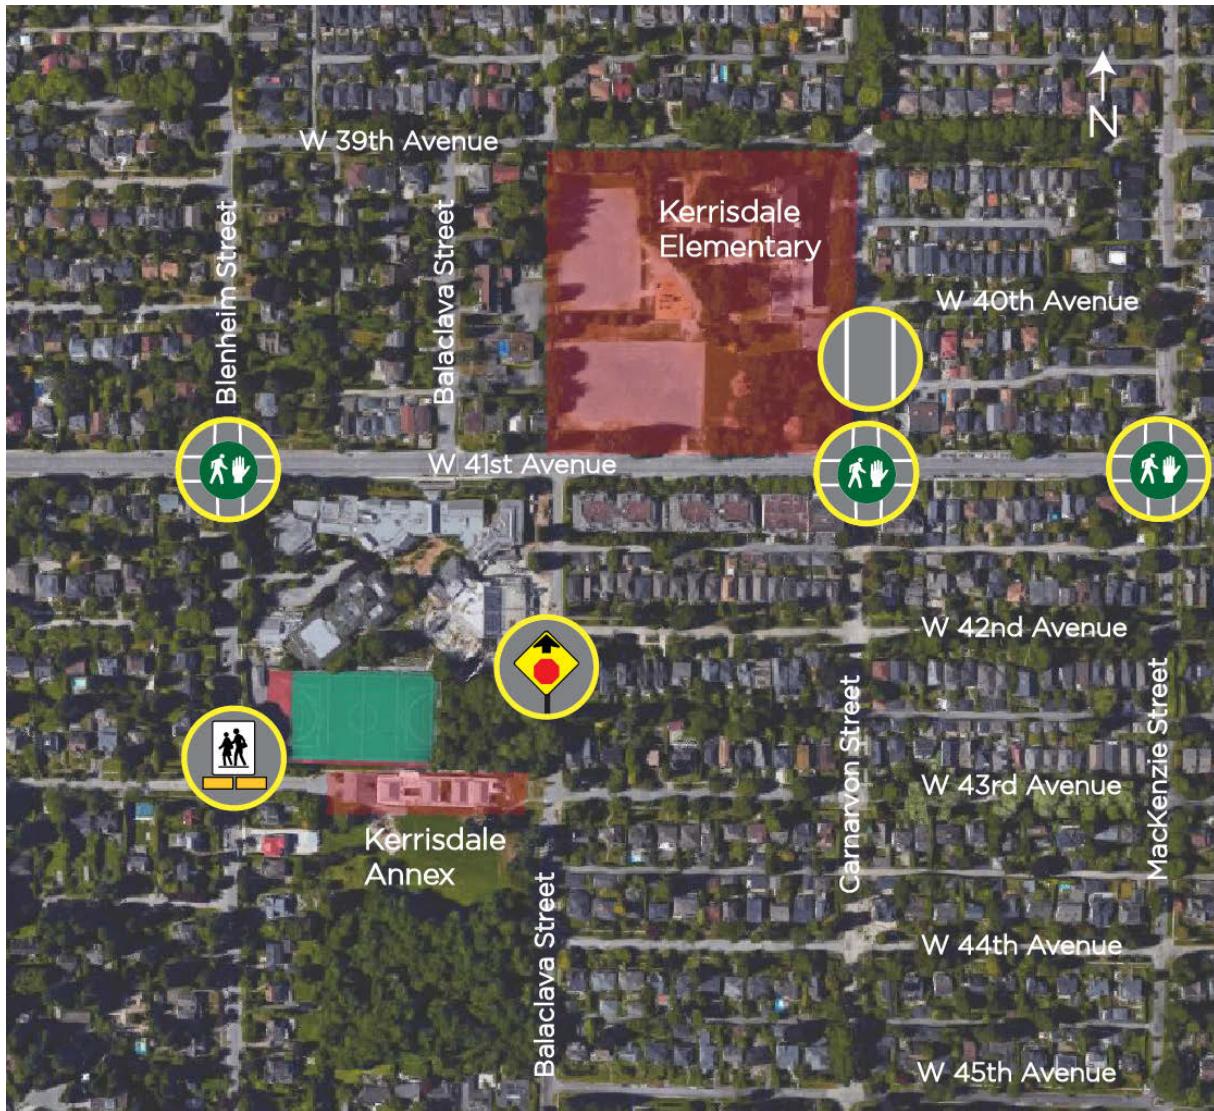 N
W 39th Avenue
Kerrisdale
Elementary
Blenheim Street
Balaclava Street
W 40th Avenue
W 41st Avenue
W 42nd Avenue
Carnarvon Street
MacKenzie Street
W 43rd Avenue
Kerrisdale
Annex
Balaclava Street
W 44th Avenue
W 45th Avenue